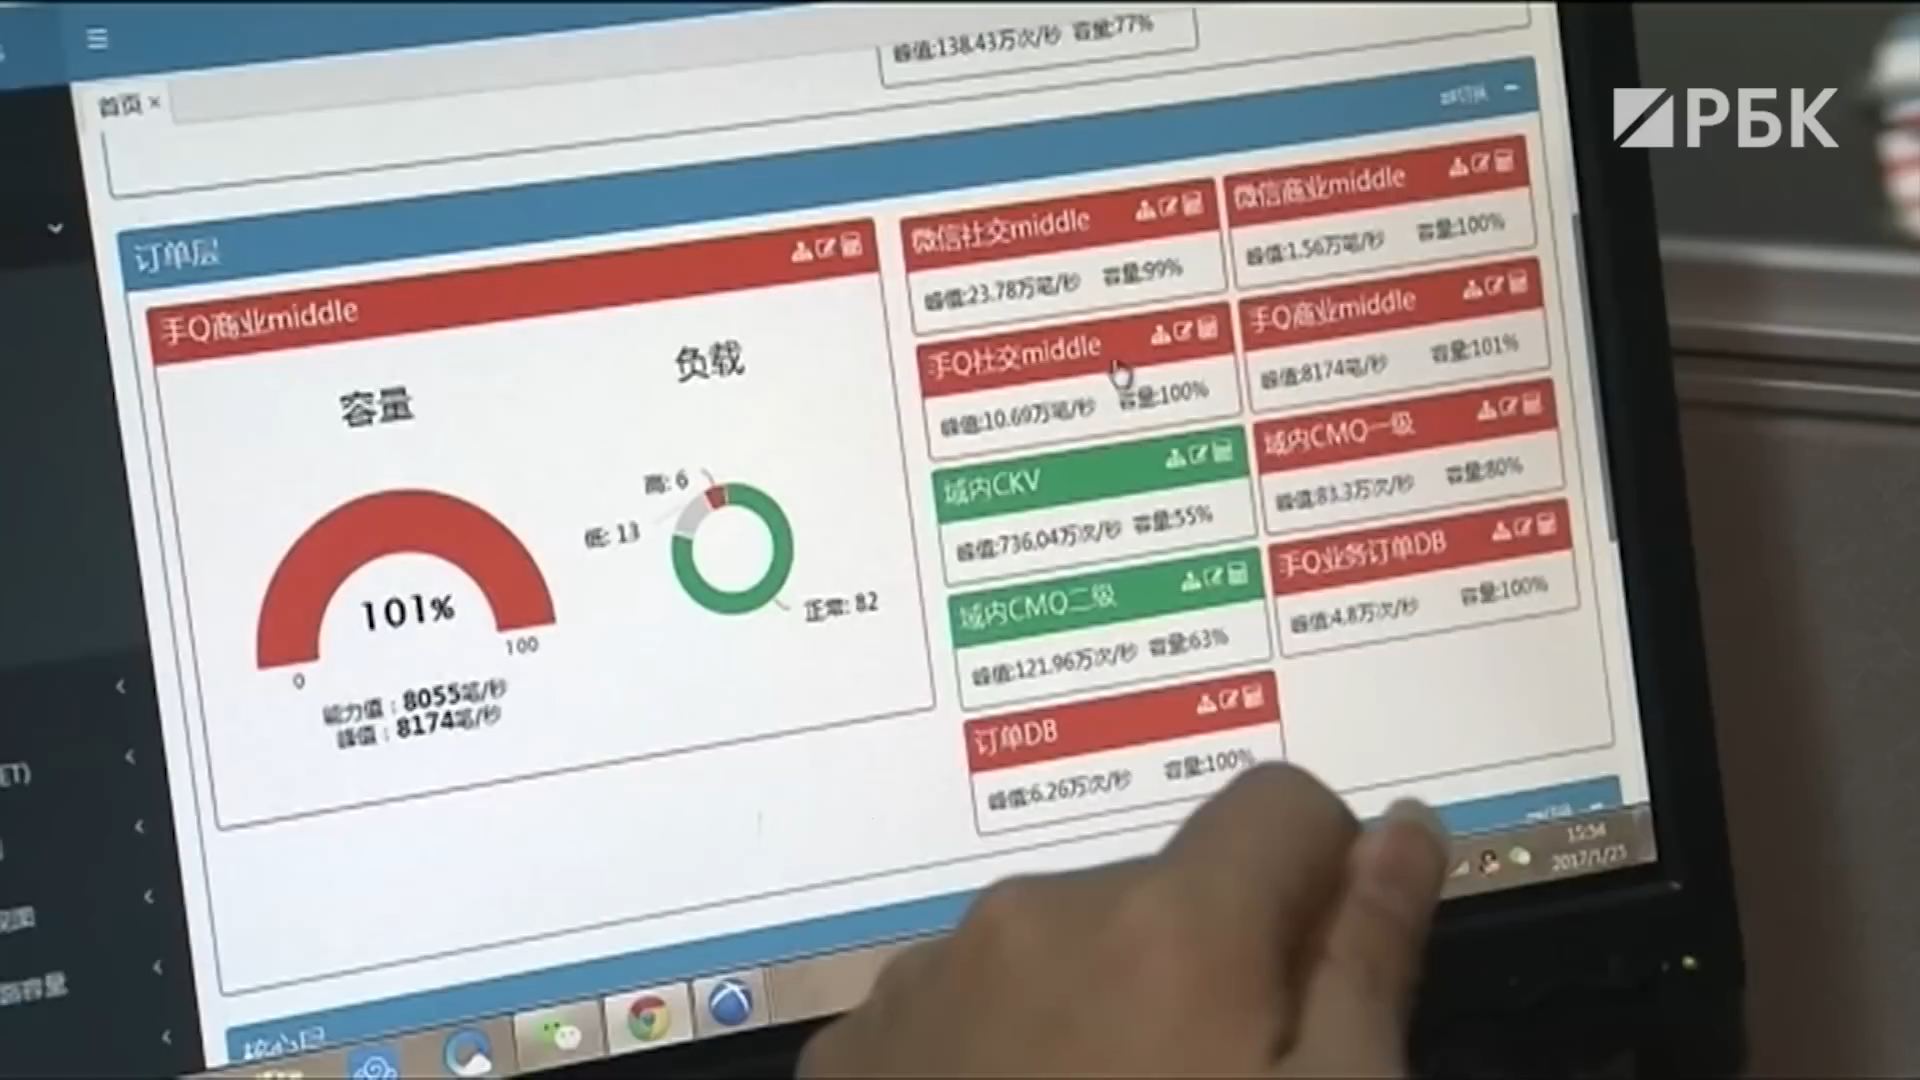 峰值:138.43万次/秒 容量:77%
首页 ×
РБК
订单层
手Q商业middle
容量
负载
高: 6
低: 13
正常: 82
101%
0
100
能力值：8055笔/秒
峰值：8174笔/秒
微信社交middle
峰值:23.78万笔/秒 容量:99%
微信商业middle
峰值:1.56万笔/秒 容量:100%
手Q社交middle
峰值:10.69万笔/秒 容量:100%
手Q商业middle
峰值:8174笔/秒 容量:101%
域内CKV
峰值:736.04万次/秒 容量:55%
域内CMQ一级
峰值:83.3万次/秒 容量:80%
域内CMQ二级
峰值:121.96万次/秒 容量:63%
手Q业务订单DB
峰值:4.8万次/秒 容量:100%
订单DB
峰值:6.26万次/秒 容量:100%
15:54
2017/1/25
核心层
容量